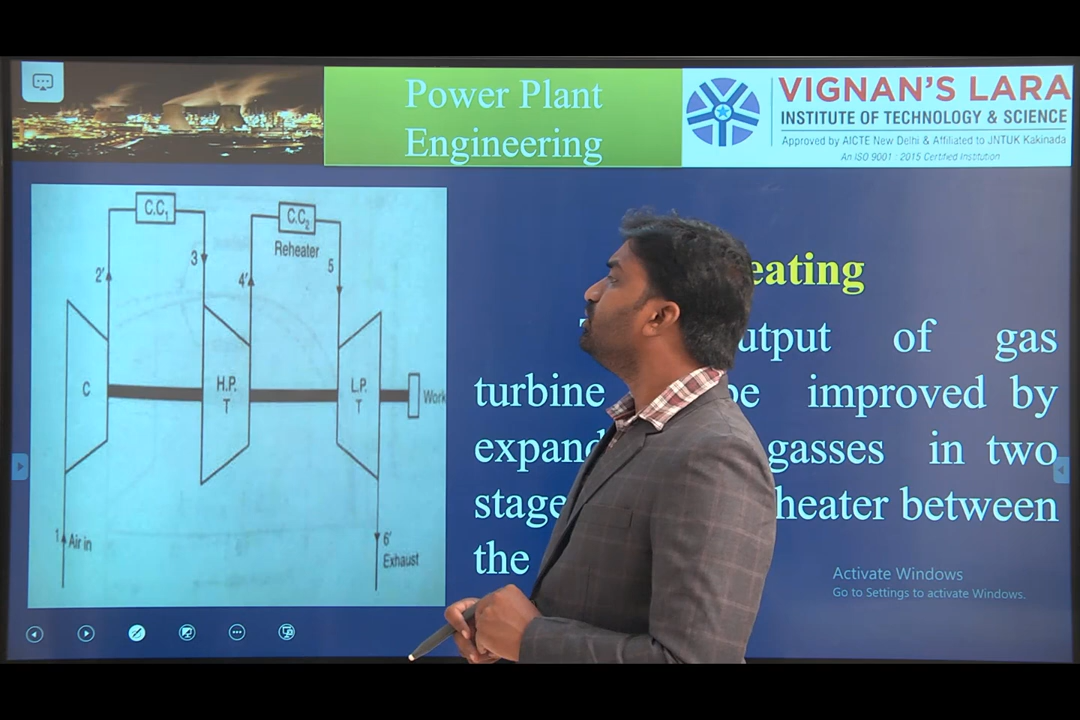 Power Plant
Engineering
VIGNAN'S LARA
INSTITUTE OF TECHNOLOGY & SCIENCE
Approved by AICTE New Delhi & Affiliated to JNTUK Kakinada
An ISO 9001 : 2015 Certified Institution
C.C1
C.C2
Reheater
3
5
2'
4'
C
H.P.
T
L.P.
T
Work
1
Air in
6'
Exhaust
eating
utput of gas
turbine be improved by
expand gasses in two
stage heater between
the
Activate Windows
Go to Settings to activate Windows.